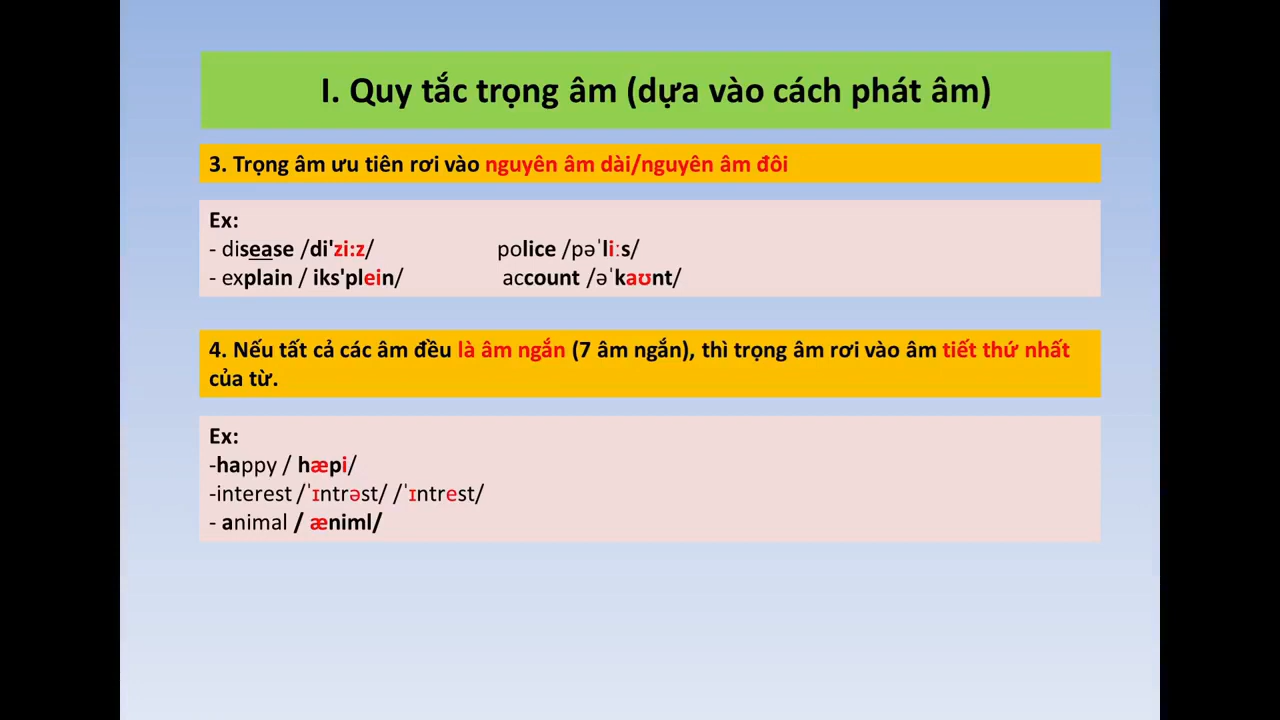 I. Quy tắc trọng âm (dựa vào cách phát âm)
3. Trọng âm ưu tiên rơi vào nguyên âm dài/nguyên âm đôi
Ex:
- disease /di'zi:z/ police /pəˈliːs/
- explain / iks'plein/ account /əˈkaʊnt/
4. Nếu tất cả các âm đều là âm ngắn (7 âm ngắn), thì trọng âm rơi vào âm tiết thứ nhất
của từ.
Ex:
-happy / hæpi/
-interest /ˈɪntrəst/ /ˈɪntrest/
- animal / æniml/